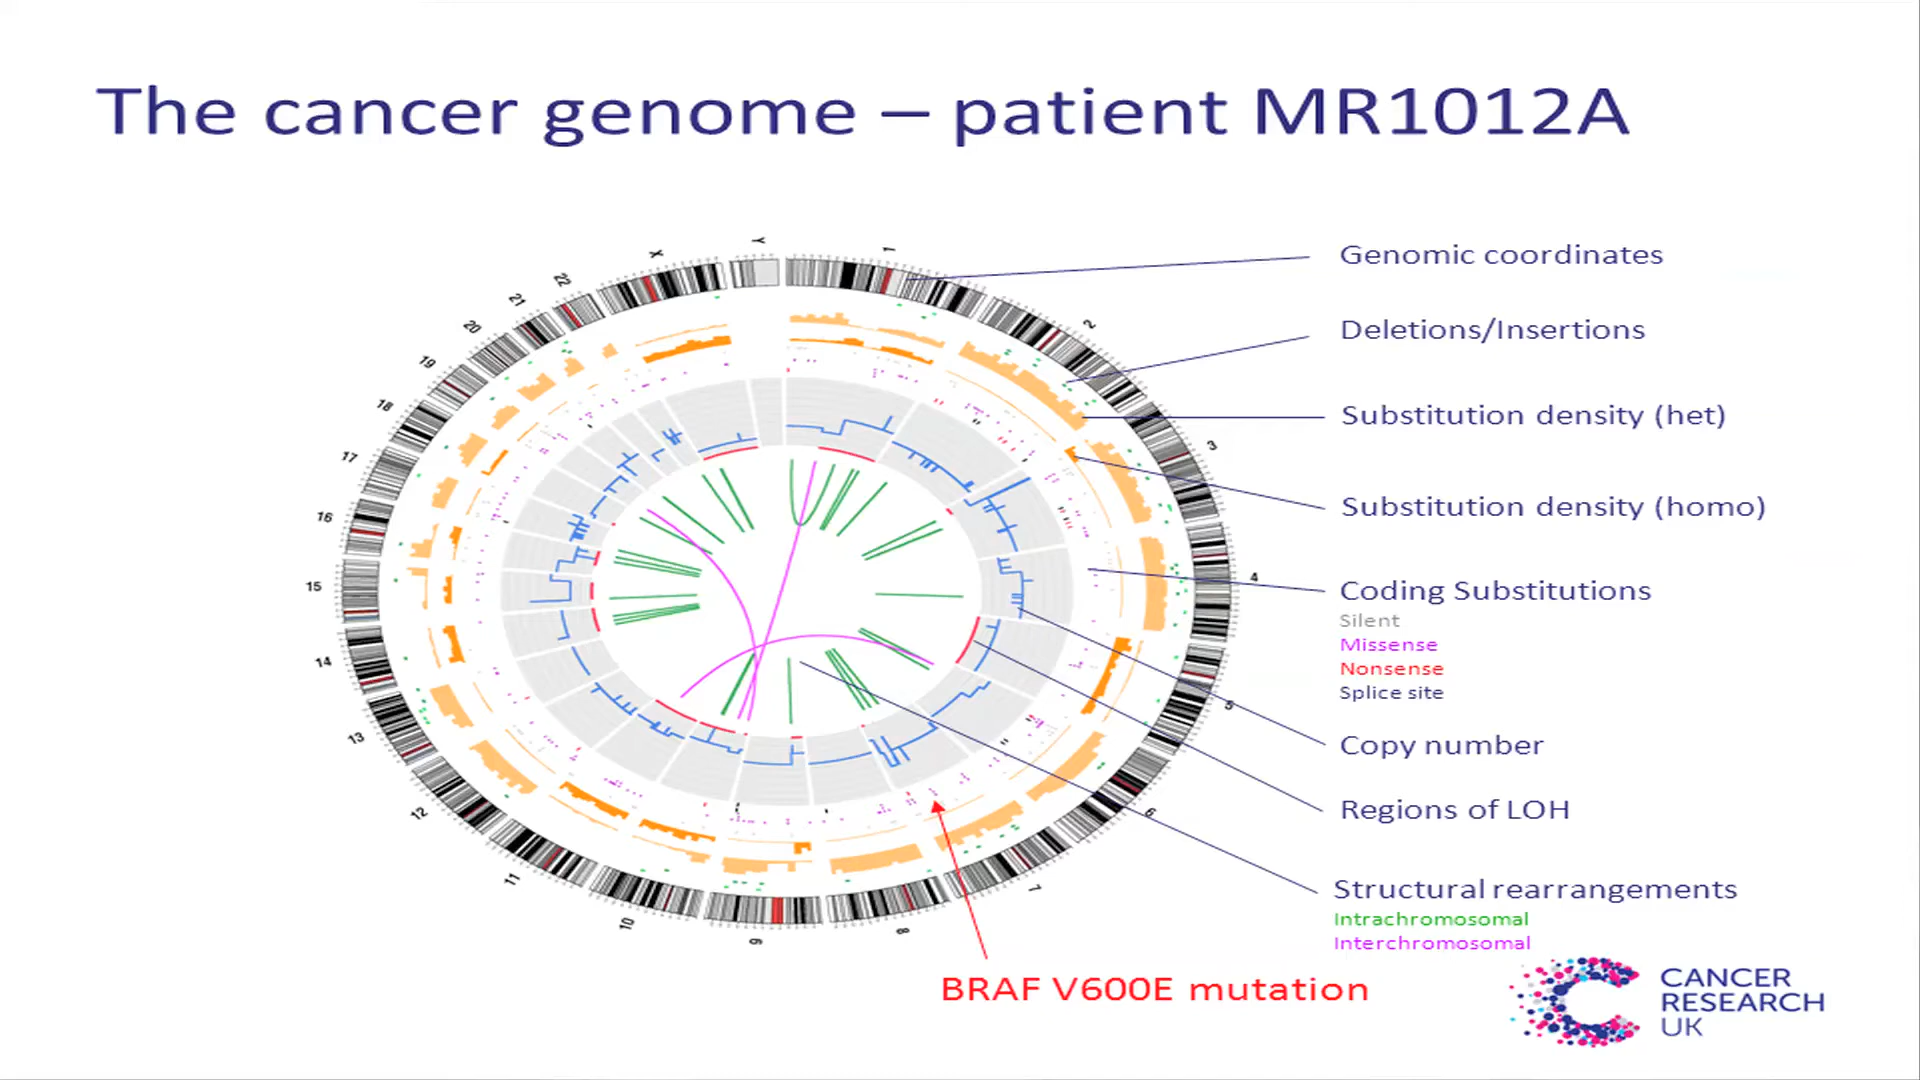 The cancer genome – patient MR1012A
Y
1
X
22
21
20
19
18
17
16
15
14
13
12
11
10
9
8
7
6
5
4
3
2
Genomic coordinates
Deletions/Insertions
Substitution density (het)
Substitution density (homo)
Coding Substitutions
Silent
Missense
Nonsense
Splice site
Copy number
Regions of LOH
Structural rearrangements
Intrachromosomal
Interchromosomal
BRAF V600E mutation
CANCER
RESEARCH
UK